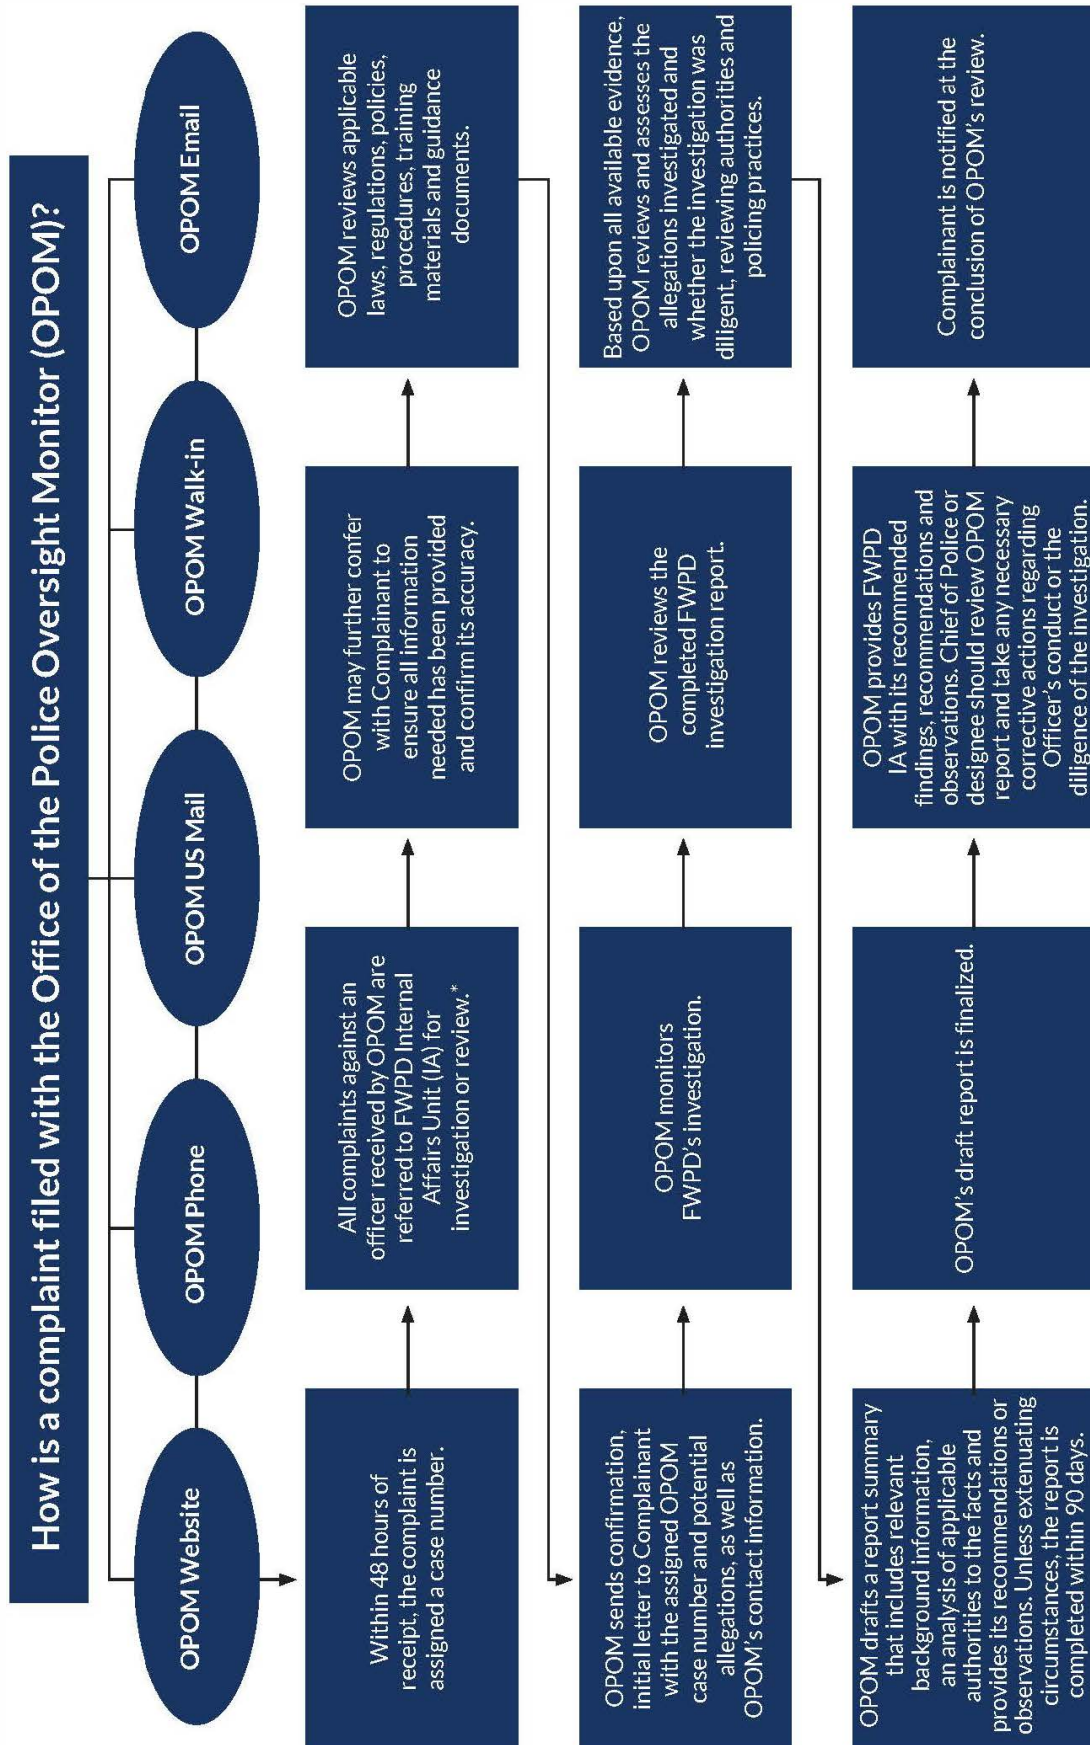 How is a complaint filed with the Office of the Police Oversight Monitor (OPOM)?
OPOM Website
OPOM Phone
OPOM US Mail
OPOM Walk-in
OPOM Email
Within 48 hours of
receipt, the complaint is
assigned a case number.
All complaints against an
officer received by OPOM are
referred to FWPD Internal
Affairs Unit (IA) for
investigation or review.*
OPOM may further confer
with Complainant to
ensure all information
needed has been provided
and confirm its accuracy.
OPOM reviews applicable
laws, regulations, policies,
procedures, training
materials and guidance
documents.
OPOM sends confirmation,
initial letter to Complainant
with the assigned OPOM
case number and potential
allegations, as well as
OPOM's contact information.
OPOM monitors
FWPD's investigation.
OPOM reviews the
completed FWPD
investigation report.
Based upon all available evidence,
OPOM reviews and assesses the
allegations investigated and
whether the investigation was
diligent, reviewing authorities and
policing practices.
OPOM drafts a report summary
that includes relevant
background information,
an analysis of applicable
authorities to the facts and
provides its recommendations or
observations. Unless extenuating
circumstances, the report is
completed within 90 days.
OPOM's draft report is finalized.
OPOM provides FWPD
IA with its recommended
findings, recommendations and
observations. Chief of Police or
designee should review OPOM
report and take any necessary
corrective actions regarding
Officer's conduct or the
diligence of the investigation.
Complainant is notified at the
conclusion of OPOM's review.